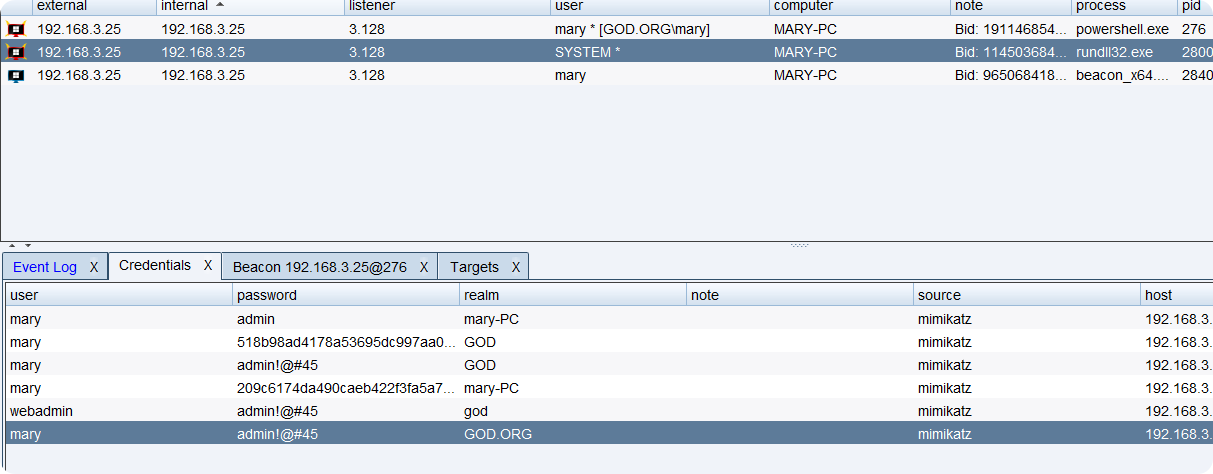 external internal listener user computer note process pid
192.168.3.25 192.168.3.25 3.128 mary * [GOD.ORG\mary] MARY-PC Bid: 191146854... powershell.exe 276
192.168.3.25 192.168.3.25 3.128 SYSTEM * MARY-PC Bid: 114503684... rundll32.exe 2800
192.168.3.25 192.168.3.25 3.128 mary MARY-PC Bid: 965068418... beacon_x64.... 2840
Event Log X Credentials X Beacon 192.168.3.25@276 X Targets X
user password realm note source host
mary admin mary-PC mimikatz 192.168.3.
mary 518b98ad4178a53695dc997aa0... GOD mimikatz 192.168.3.
mary admin!@#45 GOD mimikatz 192.168.3.
mary 209c6174da490caeb422f3fa5a7... mary-PC mimikatz 192.168.3.
webadmin admin!@#45 god mimikatz 192.168.3.
mary admin!@#45 GOD.ORG mimikatz 192.168.3.